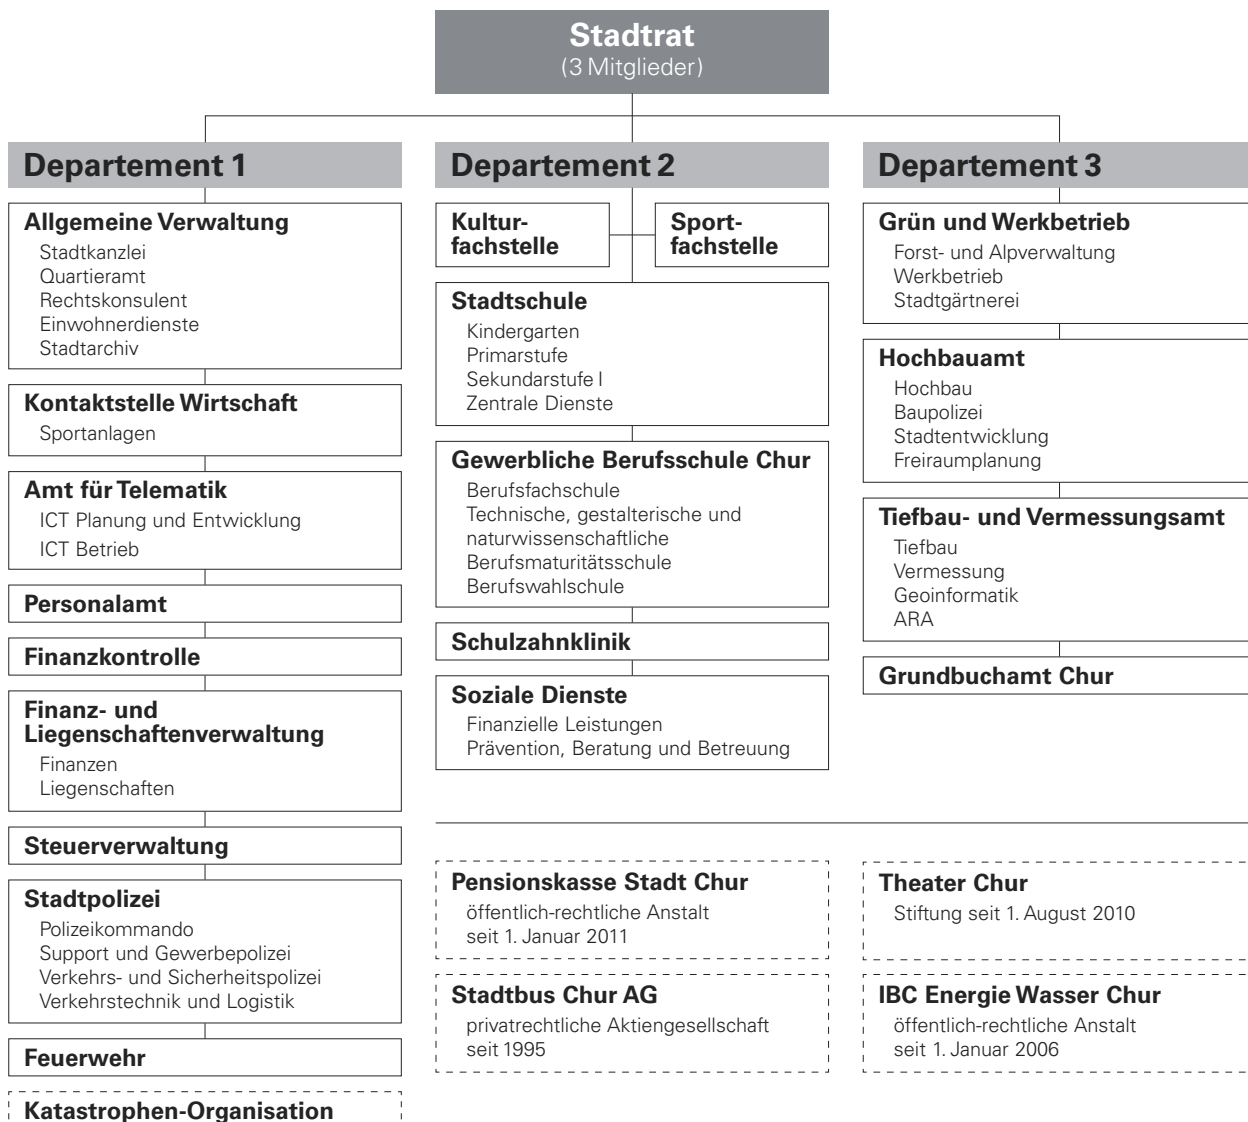 Stadtrat
(3 Mitglieder)
Departement 1
Allgemeine Verwaltung
Stadtkanzlei
Quartieramt
Rechtskonsulent
Einwohnerdienste
Stadtarchiv
Kontaktstelle Wirtschaft
Sportanlagen
Amt für Telematik
ICT Planung und Entwicklung
ICT Betrieb
Personalamt
Finanzkontrolle
Finanz- und
Liegenschaftenverwaltung
Finanzen
Liegenschaften
Steuerverwaltung
Stadtpolizei
Polizeikommando
Support und Gewerbepolizei
Verkehrs- und Sicherheitspolizei
Verkehrstechnik und Logistik
Feuerwehr
Katastrophen-Organisation
Departement 2
Kultur-
fachstelle
Sport-
fachstelle
Stadtschule
Kindergarten
Primarstufe
Sekundarstufe I
Zentrale Dienste
Gewerbliche Berufsschule Chur
Berufsfachschule
Technische, gestalterische und
naturwissenschaftliche
Berufsmaturitätsschule
Berufswahlschule
Schulzahnklinik
Soziale Dienste
Finanzielle Leistungen
Prävention, Beratung und Betreuung
Departement 3
Grün und Werkbetrieb
Forst- und Alpverwaltung
Werkbetrieb
Stadtgärtnerei
Hochbauamt
Hochbau
Baupolizei
Stadtentwicklung
Freiraumplanung
Tiefbau- und Vermessungsamt
Tiefbau
Vermessung
Geoinformatik
ARA
Grundbuchamt Chur
Pensionskasse Stadt Chur
öffentlich-rechtliche Anstalt
seit 1. Januar 2011
Theater Chur
Stiftung seit 1. August 2010
Stadtbus Chur AG
privatrechtliche Aktiengesellschaft
seit 1995
IBC Energie Wasser Chur
öffentlich-rechtliche Anstalt
seit 1. Januar 2006